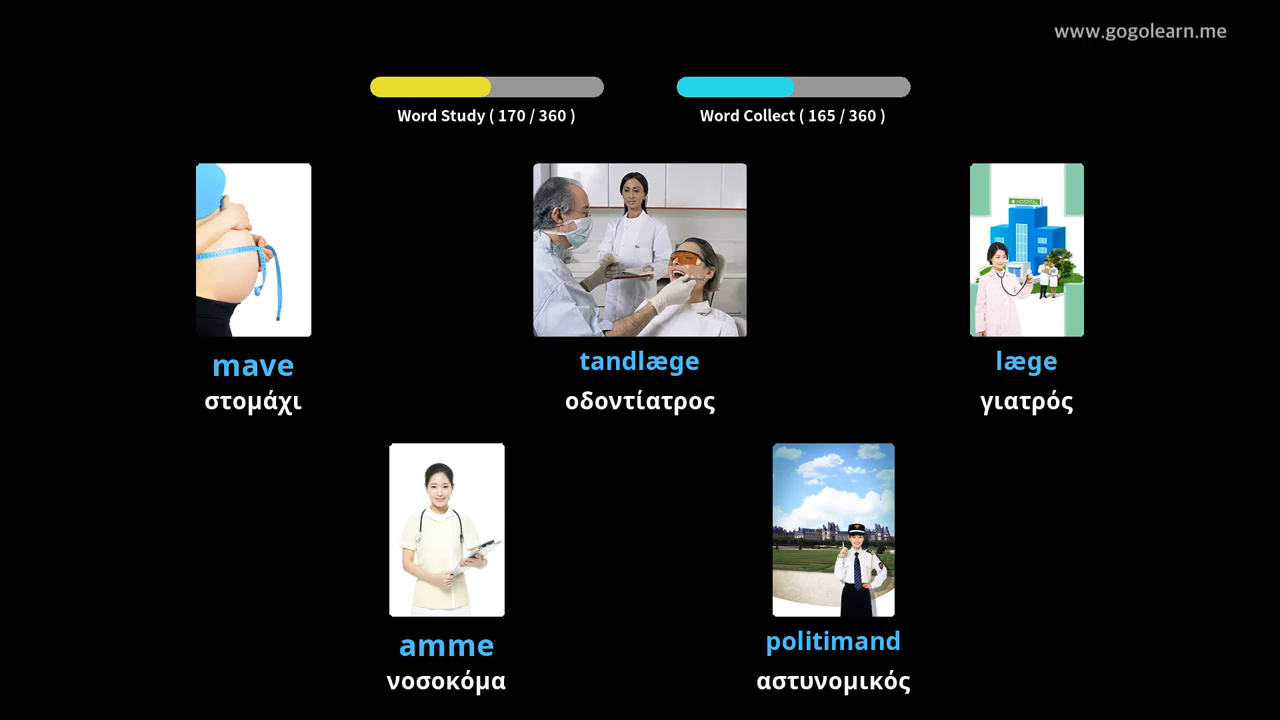 www.gogolearn.me
Word Study ( 170 / 360 )
Word Collect ( 165 / 360 )
HOSPITAL
mave
στομάχι
tandlæge
οδοντίατρος
læge
γιατρός
amme
νοσοκόμα
politimand
αστυνομικός